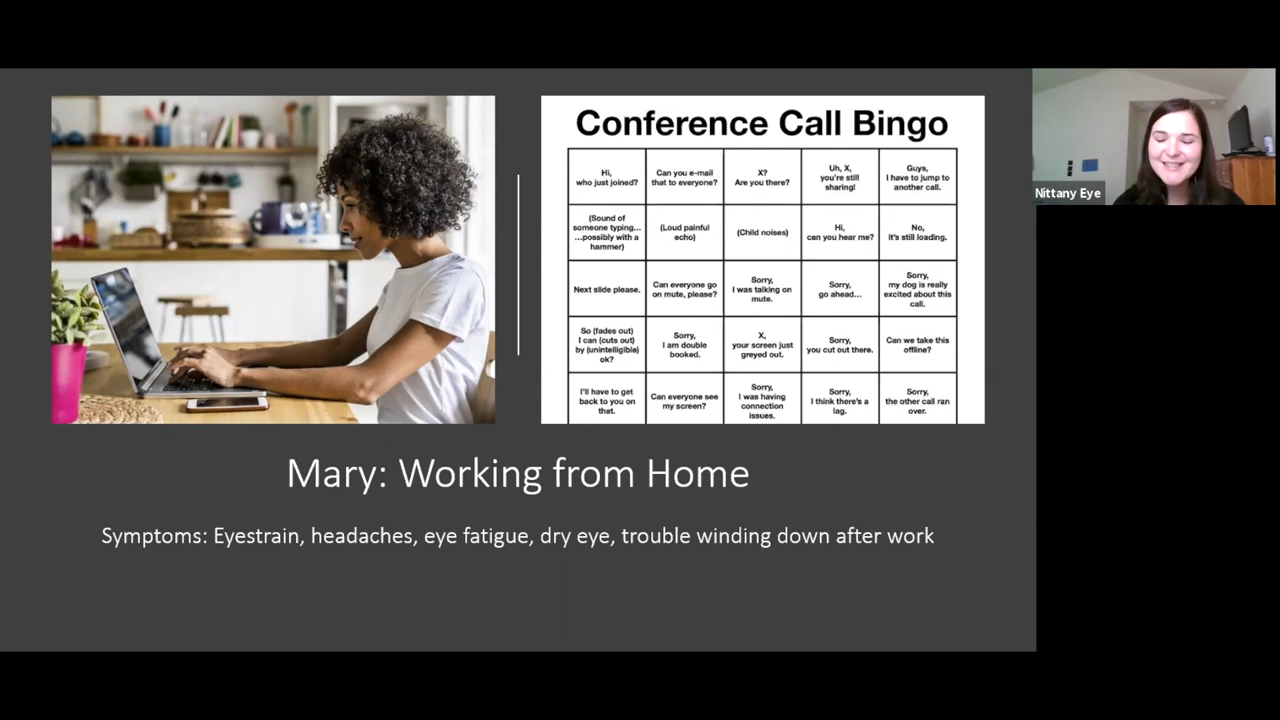 Conference Call Bingo
Hi,
who just joined?
Can you e-mail
that to everyone?
X?
Are you there?
Uh, X,
you're still
sharing!
Guys,
I have to jump to
another call.
(Sound of
someone typing...
...possibly with a
hammer)
(Loud painful
echo)
(Child noises)
Hi,
can you hear me?
No,
it's still loading.
Next slide please.
Can everyone go
on mute, please?
Sorry,
I was talking on
mute.
Sorry,
go ahead...
Sorry,
my dog is really
excited about this
call.
So (fades out)
I can (cuts out)
by (unintelligible)
ok?
Sorry,
I am double
booked.
X,
your screen just
greyed out.
Sorry,
you cut out there.
Can we take this
offline?
I'll have to get
back to you on
that.
Can everyone see
my screen?
Sorry,
I was having
connection
issues.
Sorry,
I think there's a
lag.
Sorry,
the other call ran
over.
Nittany Eye
Mary: Working from Home
Symptoms: Eyestrain, headaches, eye fatigue, dry eye, trouble winding down after work